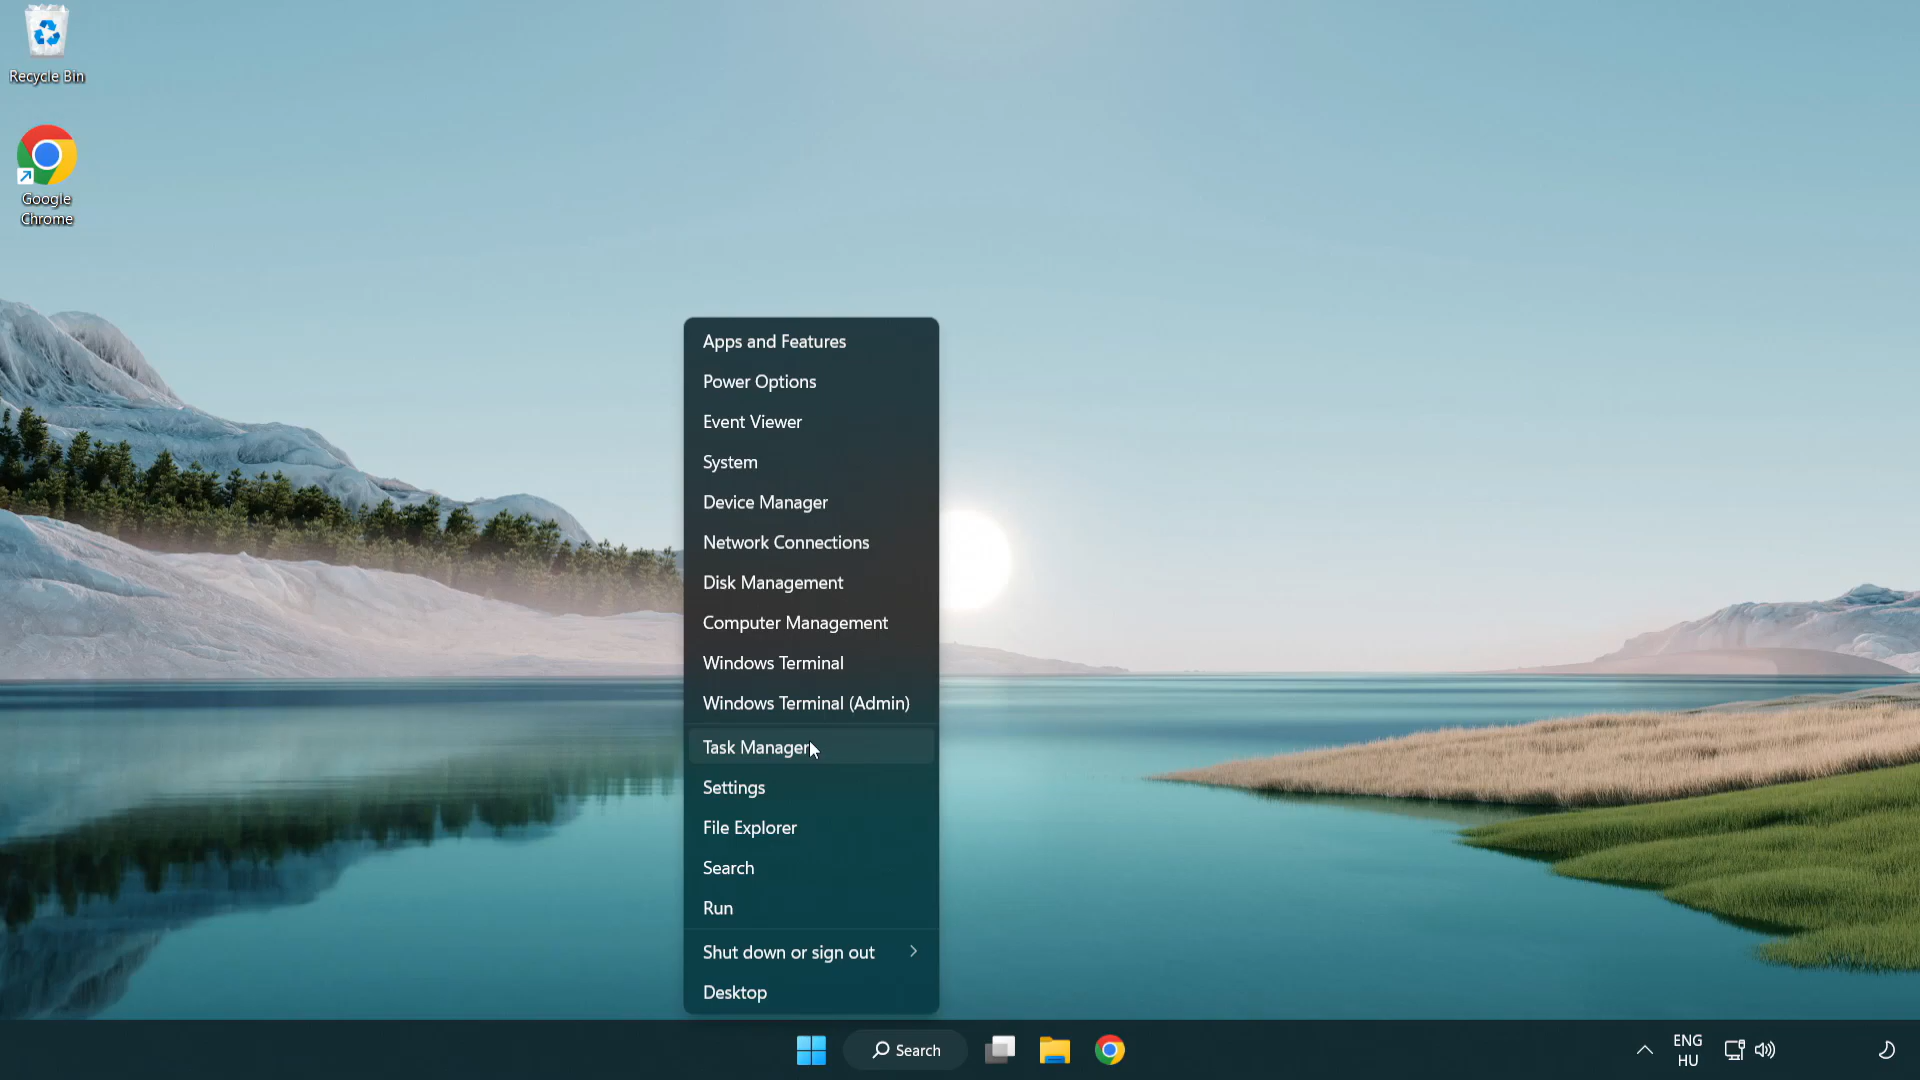 Recycle Bin
Google
Chrome
Apps and Features
Power Options
Event Viewer
System
Device Manager
Network Connections
Disk Management
Computer Management
Windows Terminal
Windows Terminal (Admin)
Task Manager
Settings
File Explorer
Search
Run
Shut down or sign out
Desktop
Search
ENG
HU